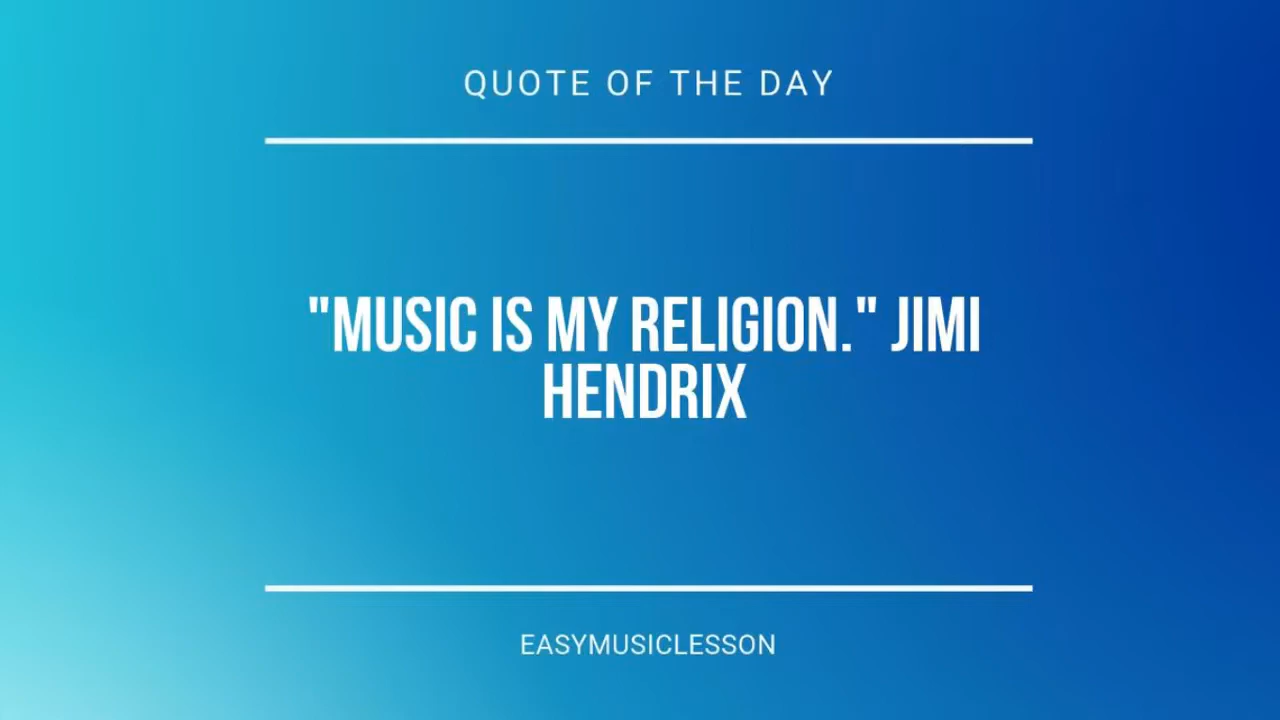 QUOTE OF THE DAY
"MUSIC IS MY RELIGION." JIMI
HENDRIX
EASYMUSICLESSON